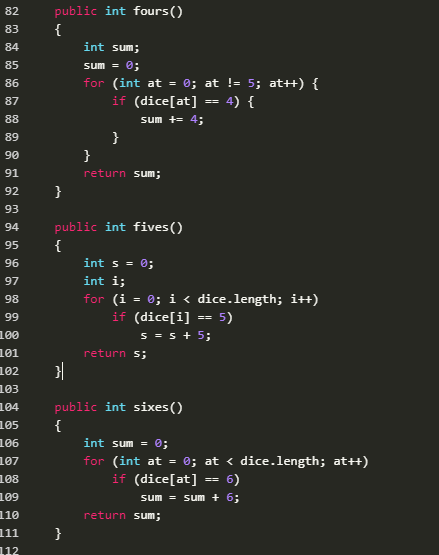 82 public int fours()
83 {
84 int sum;
85 sum = 0;
86 for (int at = 0; at != 5; at++) {
87 if (dice[at] == 4) {
88 sum += 4;
89 }
90 }
91 return sum;
92 }
93
94 public int fives()
95 {
96 int s = 0;
97 int i;
98 for (i = 0; i < dice.length; i++)
99 if (dice[i] == 5)
100 s = s + 5;
101 return s;
102 }
103
104 public int sixes()
105 {
106 int sum = 0;
107 for (int at = 0; at < dice.length; at++)
108 if (dice[at] == 6)
109 sum = sum + 6;
110 return sum;
111 }
112